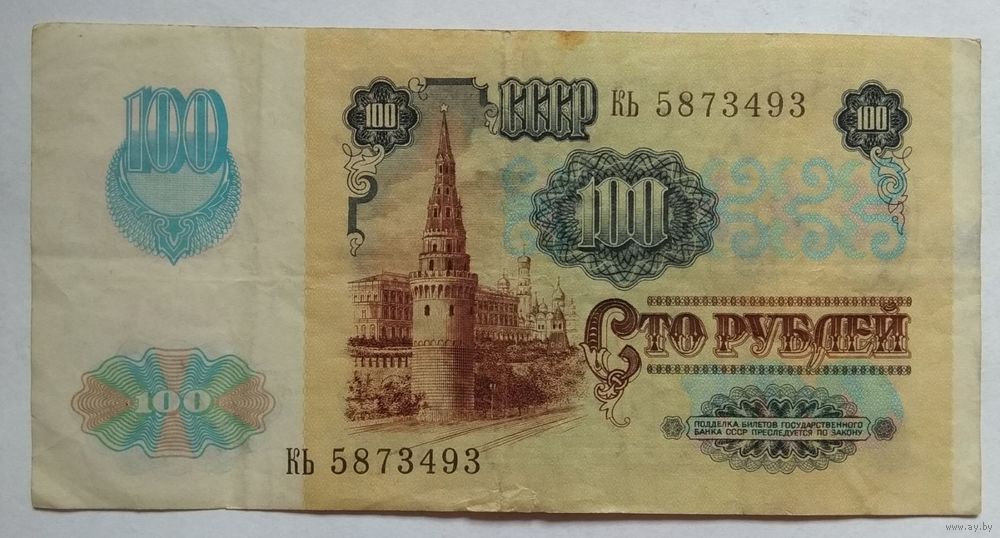 100
100
СССР
КЬ 5873493
100
100
СТО РУБЛЕЙ
100
ПОДДЕЛКА БИЛЕТОВ ГОСУДАРСТВЕННОГО
БАНКА СССР ПРЕСЛЕДУЕТСЯ ПО ЗАКОНУ
КЬ 5873493
www.ay.by